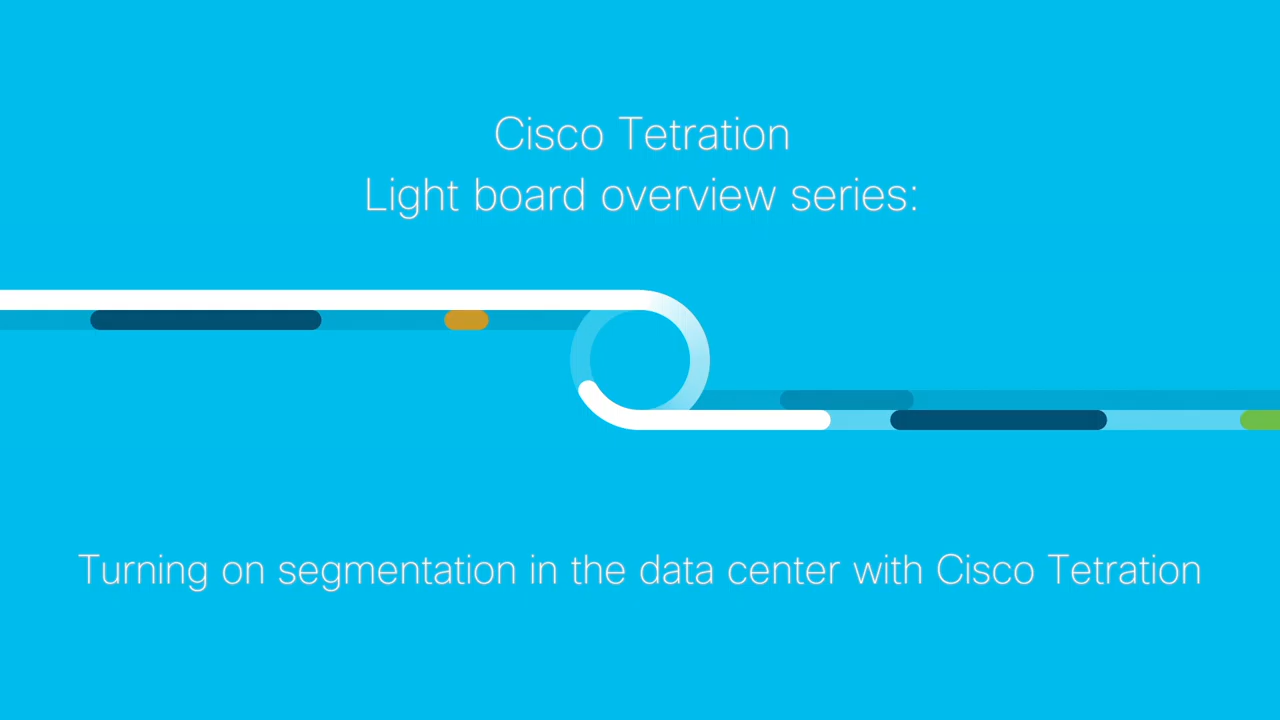 Cisco Tetration
Light board overview series:
Turning on segmentation in the data center with Cisco Tetration